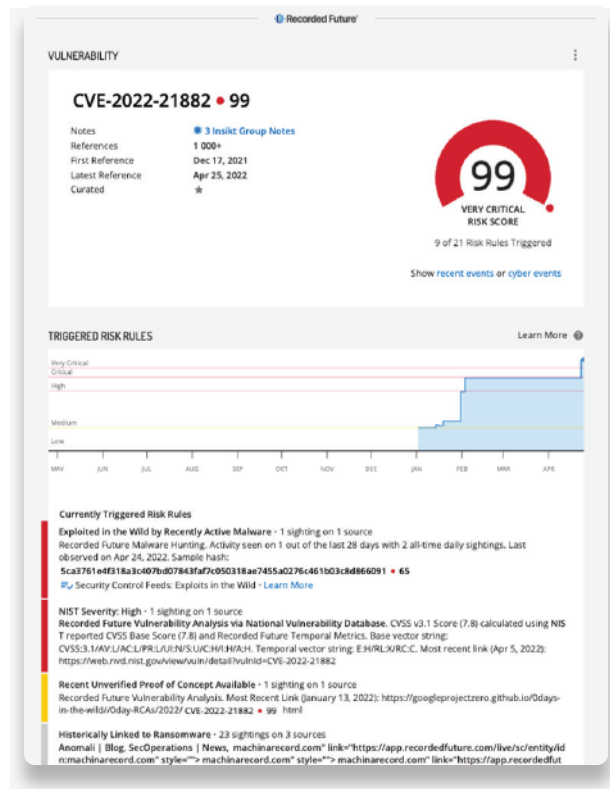 Recorded Future®
VULNERABILITY
CVE-2022-21882 • 99
Notes 3 Insikt Group Notes
References 1 000+
First Reference Dec 17, 2021
Latest Reference Apr 25, 2022
Curated ★
99
VERY CRITICAL
RISK SCORE
9 of 21 Risk Rules Triggered
Show recent events or cyber events
TRIGGERED RISK RULES Learn More
Very Critical
Critical
High
Medium
Low
MAY JUN JUL AUG SEP OCT NOV DEC JAN FEB MAR APR
Currently Triggered Risk Rules
Exploited in the Wild by Recently Active Malware • 1 sighting on 1 source
Recorded Future Malware Hunting. Activity seen on 1 out of the last 28 days with 2 all-time daily sightings. Last
observed on Apr 24, 2022. Sample hash:
5ca3761e4f318a3c407bd07843faf7c050318ae7455a0276c461b03c8d866091 • 65
Security Control Feeds: Exploits in the Wild • Learn More
NIST Severity: High • 1 sighting on 1 source
Recorded Future Vulnerability Analysis via National Vulnerability Database. CVSS v3.1 Score (7.8) calculated using NIS
T reported CVSS Base Score (7.8) and Recorded Future Temporal Metrics. Base vector string:
CVSS:3.1/AV:L/AC:L/PR:L/UI:N/S:U/C:H/I:H/A:H. Temporal vector string: E:H/RL:X/RC:C. Most recent link (Apr 5, 2022):
https://web.nvd.nist.gov/view/vuln/detail?vulnId=CVE-2022-21882
Recent Unverified Proof of Concept Available • 1 sighting on 1 source
Recorded Future Vulnerability Analysis. Most Recent Link (January 13, 2022): https://googleprojectzero.github.io/0days-
in-the-wild//0day-RCAs/2022/ CVE-2022-21882 • 99 html
Historically Linked to Ransomware • 23 sightings on 3 sources
Anomali | Blog, SecOperations | News, machinarecord.com" link="https://app.recordedfuture.com/live/sc/entity/id
n:machinarecord.com" style=""> machinarecord.com" style=""> machinarecord.com" link="https://app.recordedfut